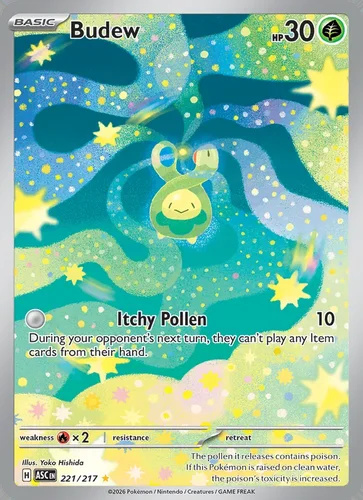 BASIC
Budew
HP30
Itchy Pollen 10
During your opponent's next turn, they can't play any Item
cards from their hand.
weakness ×2 resistance retreat
Illus. Yoko Hishida
H ASC EN 221/217
The pollen it releases contains poison.
If this Pokémon is raised on clean water,
the poison's toxicity is increased.
©2026 Pokémon / Nintendo / Creatures / GAME FREAK